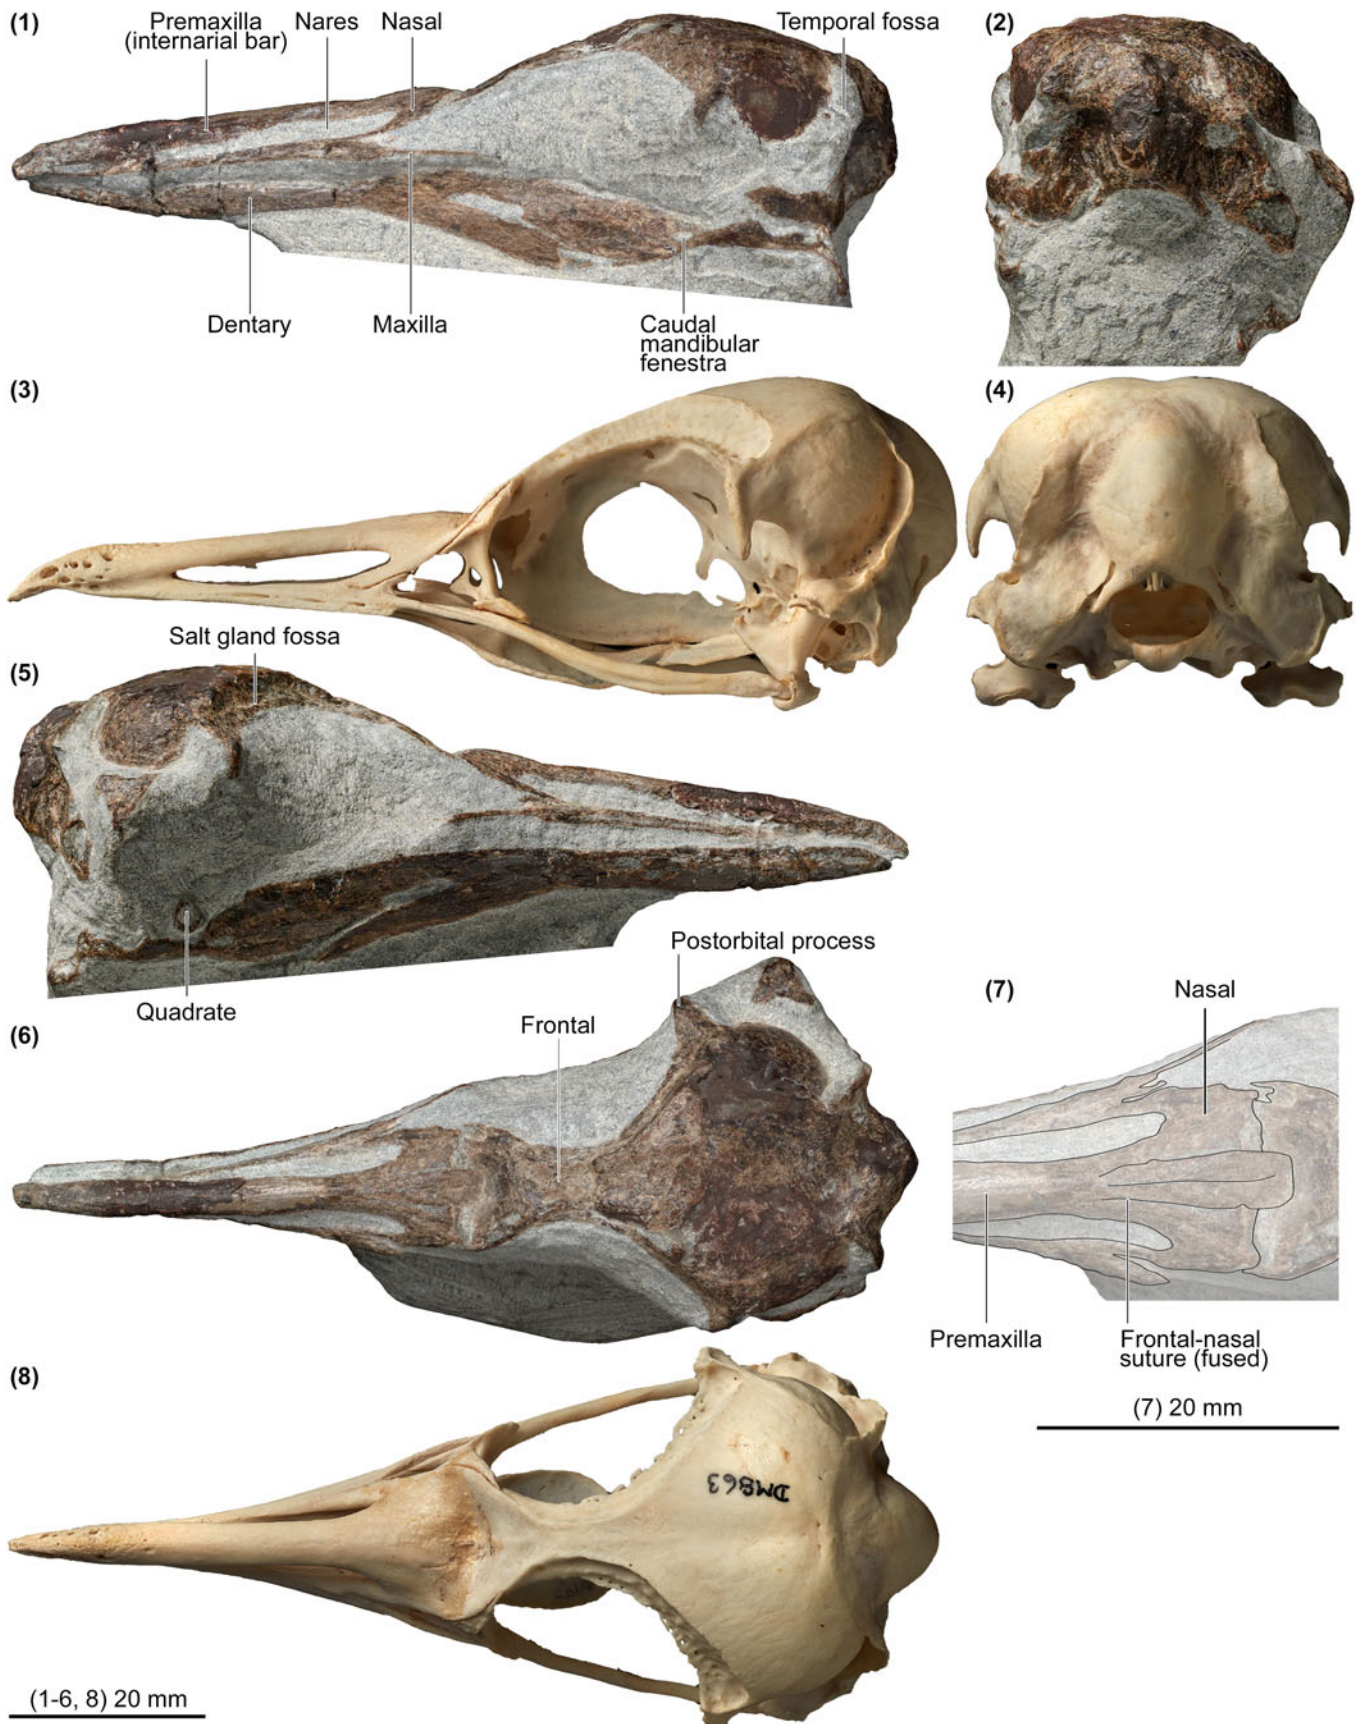 (1)
Premaxilla
(internarial bar)
Nares
Nasal
Temporal fossa
(2)
Dentary
Maxilla
Caudal
mandibular
fenestra
(3)
(4)
Salt gland fossa
(5)
Quadrate
Postorbital process
(6)
Frontal
(7)
Nasal
Premaxilla
Frontal-nasal
suture (fused)
(7) 20 mm
(8)
DM863
(1-6, 8) 20 mm